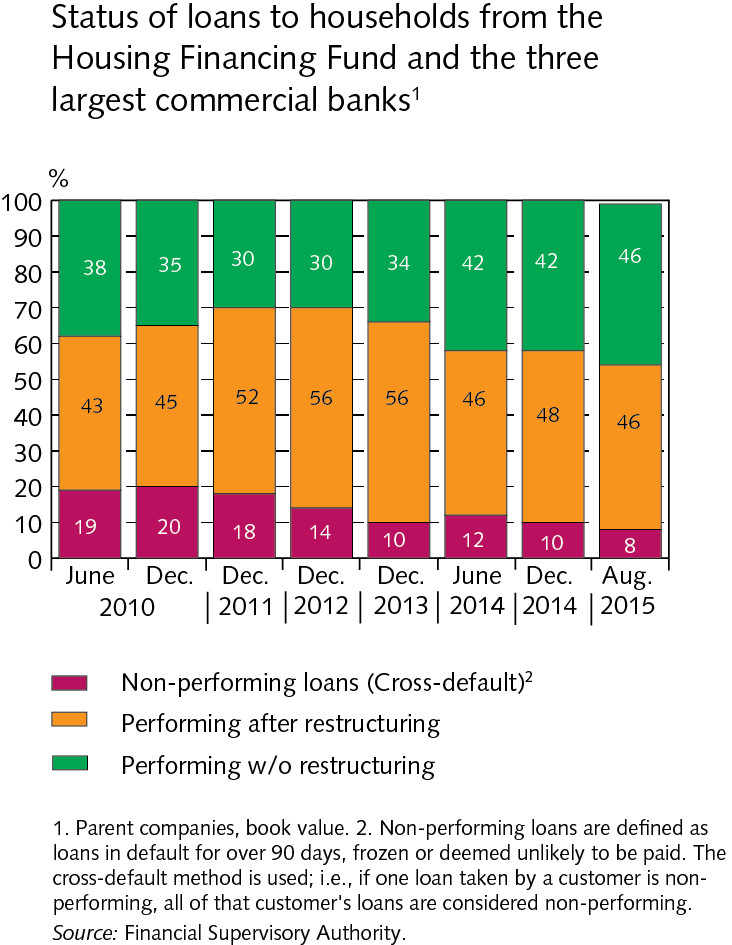 Status of loans to households from the
Housing Financing Fund and the three
largest commercial banks¹
%
100
90
80
70
60
50
40
30
20
10
0
38 35 30 30 34 42 42 46
43 45 52 56 56 46 48 46
19 20 18 14 10 12 10 8
June Dec. Dec. Dec. Dec. June Dec. Aug.
2010 | 2011 | 2012 | 2013 | 2014 | 2014 | 2015
Non-performing loans (Cross-default)²
Performing after restructuring
Performing w/o restructuring
1. Parent companies, book value. 2. Non-performing loans are defined as
loans in default for over 90 days, frozen or deemed unlikely to be paid. The
cross-default method is used; i.e., if one loan taken by a customer is non-
performing, all of that customer's loans are considered non-performing.
Source: Financial Supervisory Authority.